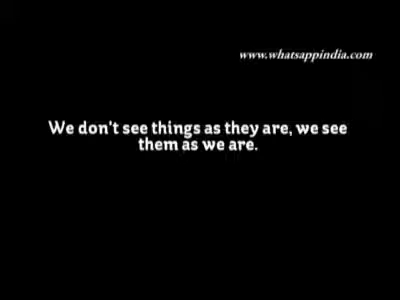 www.whatsappindia.com
We don't see things as they are, we see
them as we are.